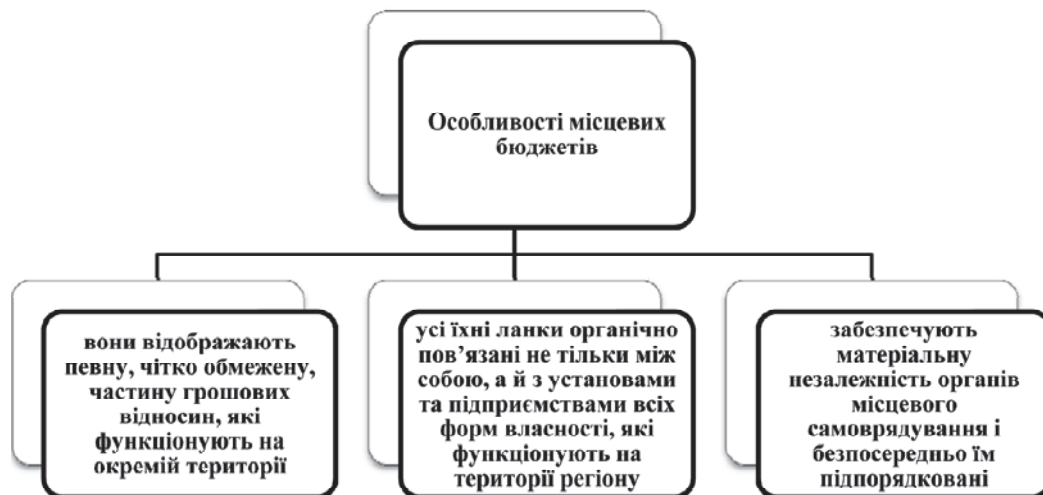 Особливості місцевих
бюджетів
вони відображають
певну, чітко обмежену,
частину грошових
відносин, які
функціонують на
окремій території
усі їхні ланки органічно
пов’язані не тільки між
собою, а й з установами
та підприємствами всіх
форм власності, які
функціонують на
території регіону
забезпечують
матеріальну
незалежність органів
місцевого
самоврядування і
безпосередньо їм
підпорядковані